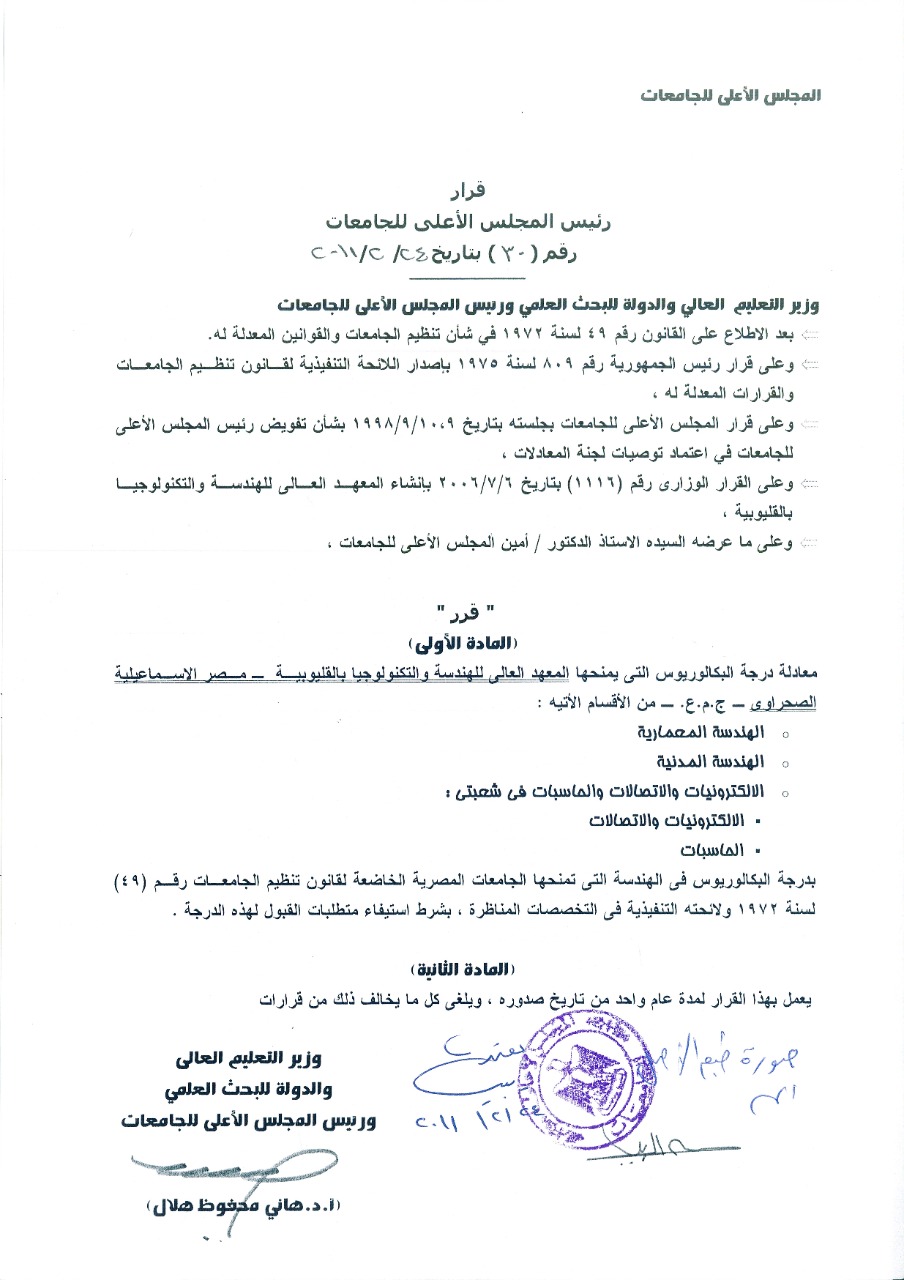 المجلس الأعلى للجامعات
قرار
رئيس المجلس الأعلى للجامعات
رقم ( ٣٠ ) بتاريخ ٢٤/ ٢/ ٢٠١١
وزير التعليم العالي والدولة للبحث العلمي ورئيس المجلس الأعلى للجامعات
⇐ بعد الاطلاع على القانون رقم ٤٩ لسنة ١٩٧٢ في شأن تنظيم الجامعات والقوانين المعدلة له.
⇐ وعلى قرار رئيس الجمهورية رقم ٨٠٩ لسنة ١٩٧٥ بإصدار اللائحة التنفيذية لقانون تنظيم الجامعات
والقرارات المعدلة له ،
⇐ وعلى قرار المجلس الأعلى للجامعات بجلسته بتاريخ ١٩٩٨/٩/١٠،٩ بشأن تفويض رئيس المجلس الأعلى
للجامعات في اعتماد توصيات لجنة المعادلات ،
⇐ وعلى القرار الوزارى رقم (١١١٦) بتاريخ ٢٠٠٦/٧/٦ بإنشاء المعهد العالى للهندسة والتكنولوجيا
بالقليوبية ،
⇐ وعلى ما عرضه السيده الاستاذ الدكتور / أمين المجلس الأعلى للجامعات ،
" قرر "
(المادة الأولى)
معادلة درجة البكالوريوس التى يمنحها المعهد العالى للهندسة والتكنولوجيا بالقليوبية – مصر الاسماعيلية
الصحراوى – ج.م.ع. – من الأقسام الأتيه :
○ الهندسة المعمارية
○ الهندسة المدنية
○ الالكترونيات والاتصالات والحاسبات فى شعبتى :
▪ الالكترونيات والاتصالات
▪ الحاسبات
بدرجة البكالوريوس فى الهندسة التى تمنحها الجامعات المصرية الخاضعة لقانون تنظيم الجامعات رقم (٤٩)
لسنة ١٩٧٢ ولائحته التنفيذية فى التخصصات المناظرة ، بشرط استيفاء متطلبات القبول لهذه الدرجة .
(المادة الثانية)
يعمل بهذا القرار لمدة عام واحد من تاريخ صدوره ، ويلغى كل ما يخالف ذلك من قرارات
صورة طبق الأصل
وزير التعليم العالى
والدولة للبحث العلمي
ورئيس المجلس الأعلى للجامعات
٢٤/٢/٢٠١١
(أ.د.هاني محفوظ هلال)